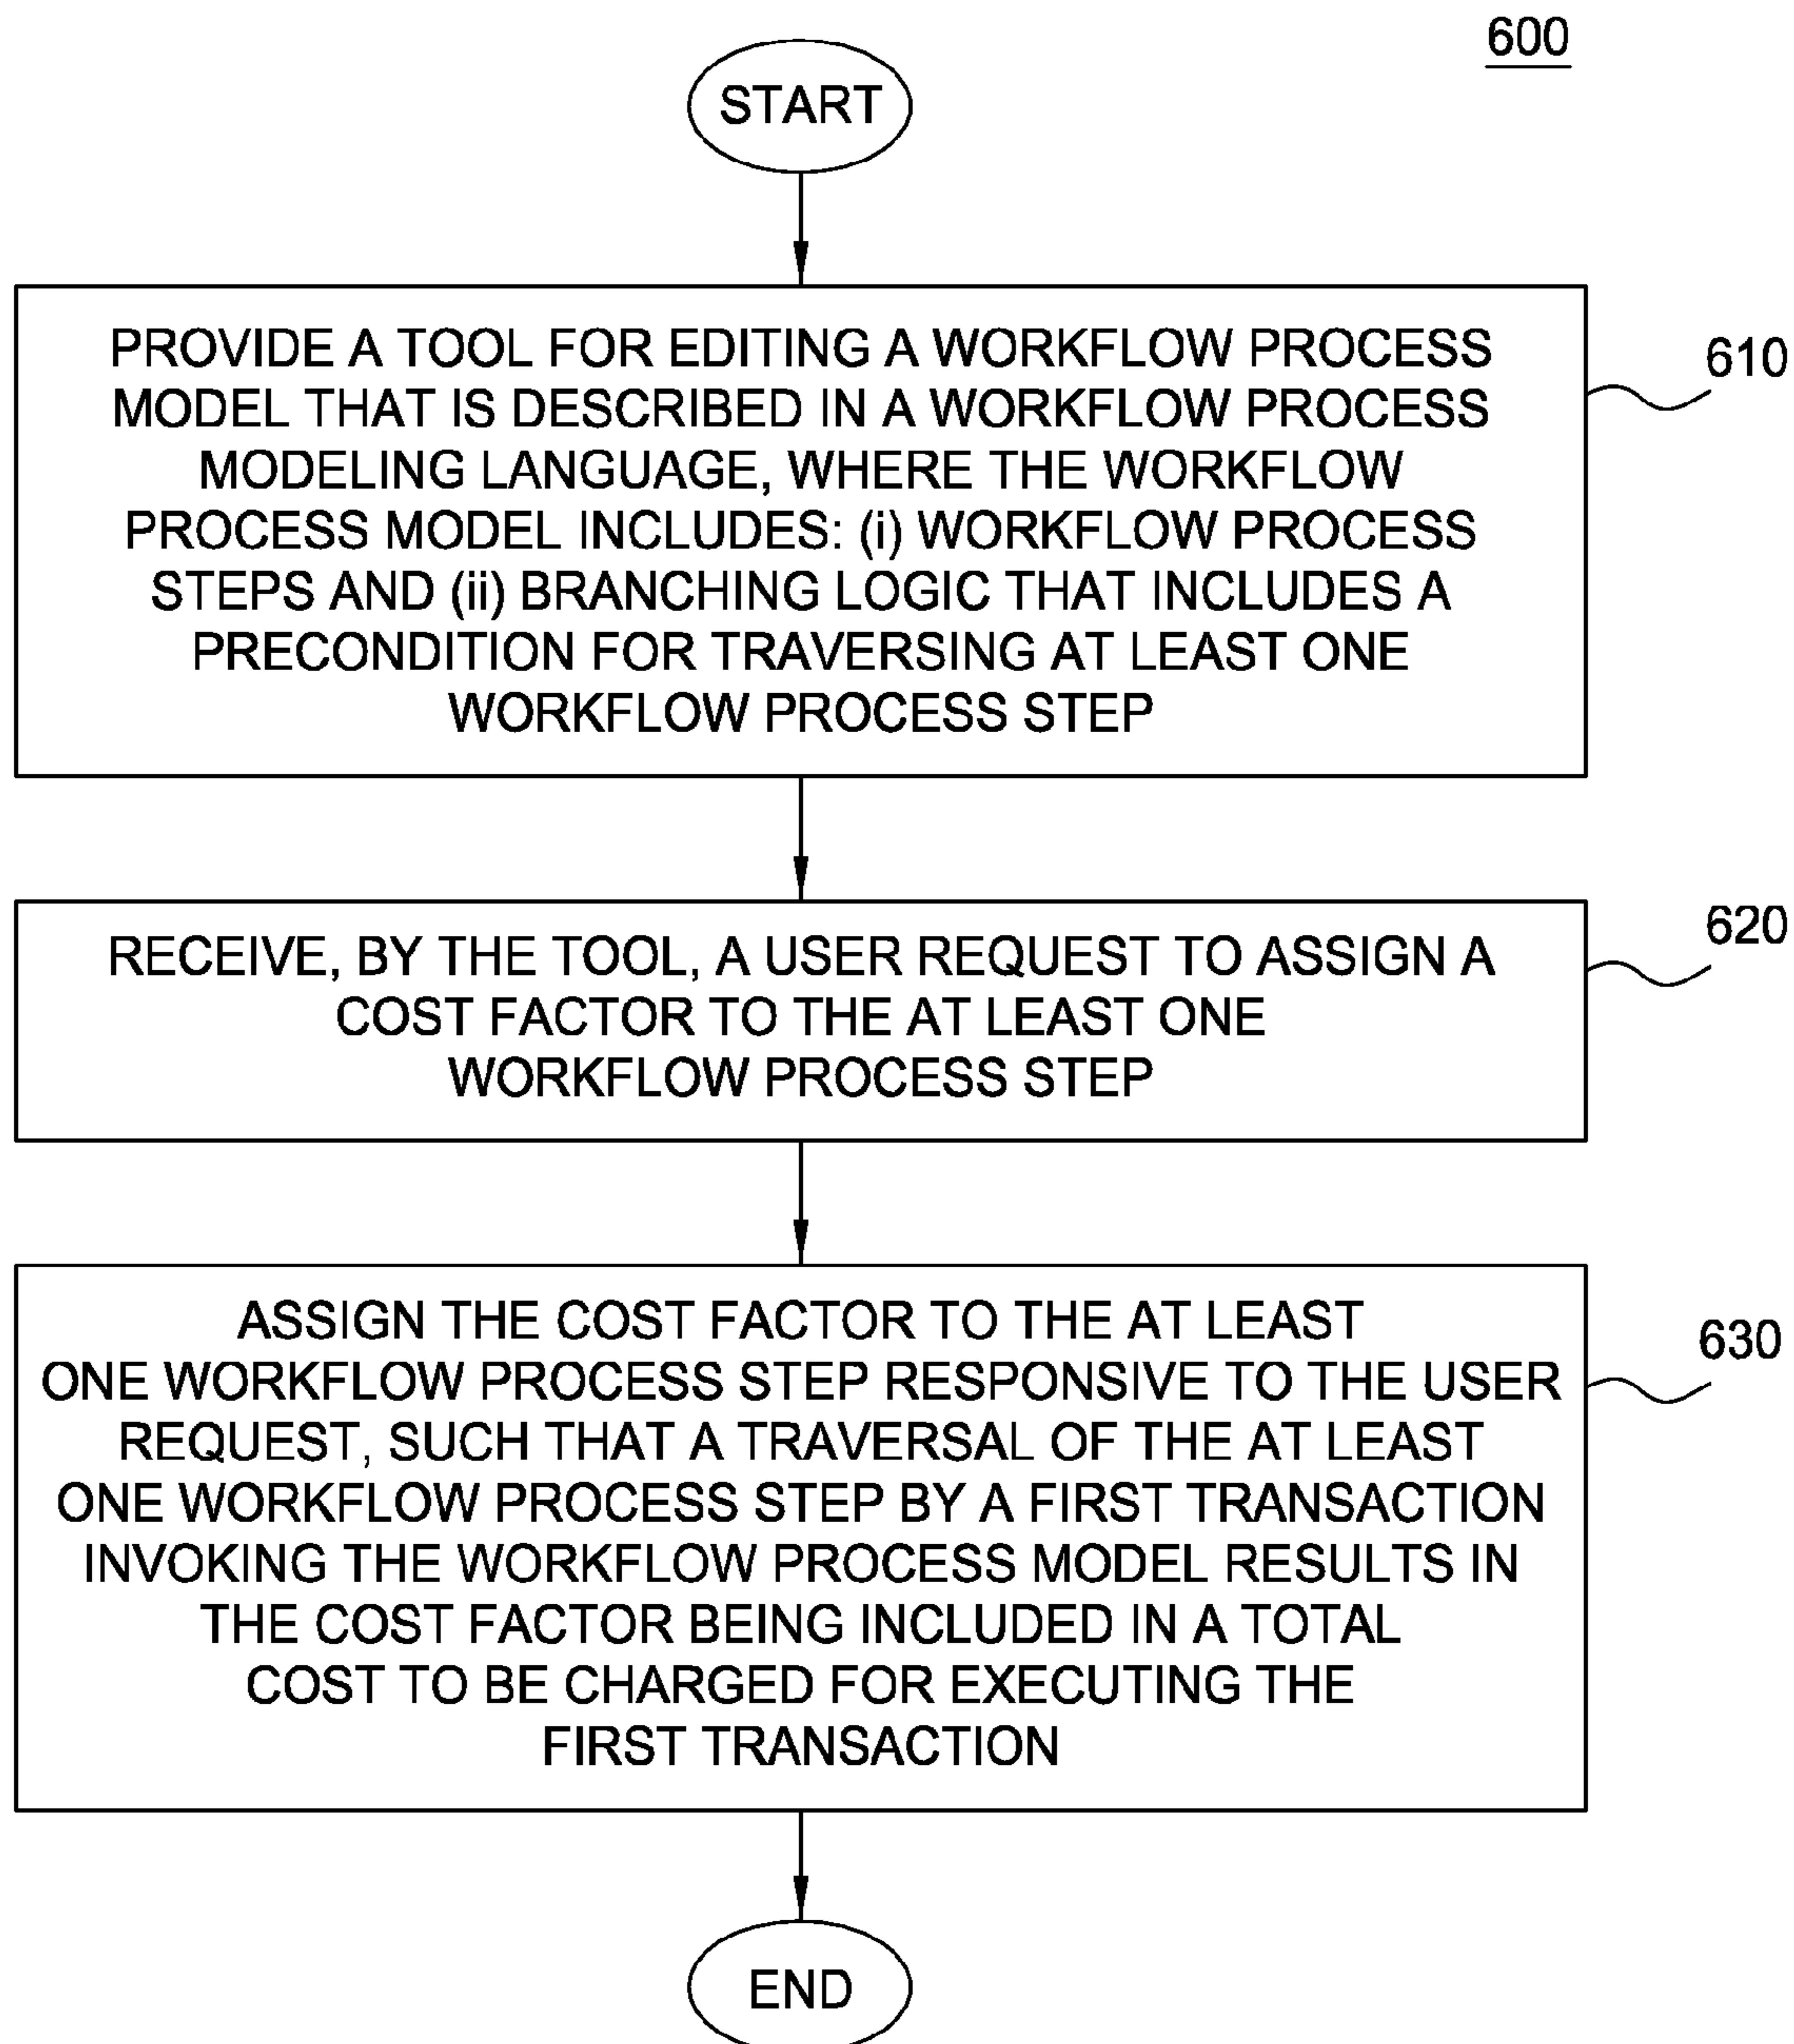 600
START
PROVIDE A TOOL FOR EDITING A WORKFLOW PROCESS
MODEL THAT IS DESCRIBED IN A WORKFLOW PROCESS
MODELING LANGUAGE, WHERE THE WORKFLOW
PROCESS MODEL INCLUDES: (i) WORKFLOW PROCESS
STEPS AND (ii) BRANCHING LOGIC THAT INCLUDES A
PRECONDITION FOR TRAVERSING AT LEAST ONE
WORKFLOW PROCESS STEP
610
RECEIVE, BY THE TOOL, A USER REQUEST TO ASSIGN A
COST FACTOR TO THE AT LEAST ONE
WORKFLOW PROCESS STEP
620
ASSIGN THE COST FACTOR TO THE AT LEAST
ONE WORKFLOW PROCESS STEP RESPONSIVE TO THE USER
REQUEST, SUCH THAT A TRAVERSAL OF THE AT LEAST
ONE WORKFLOW PROCESS STEP BY A FIRST TRANSACTION
INVOKING THE WORKFLOW PROCESS MODEL RESULTS IN
THE COST FACTOR BEING INCLUDED IN A TOTAL
COST TO BE CHARGED FOR EXECUTING THE
FIRST TRANSACTION
630
END